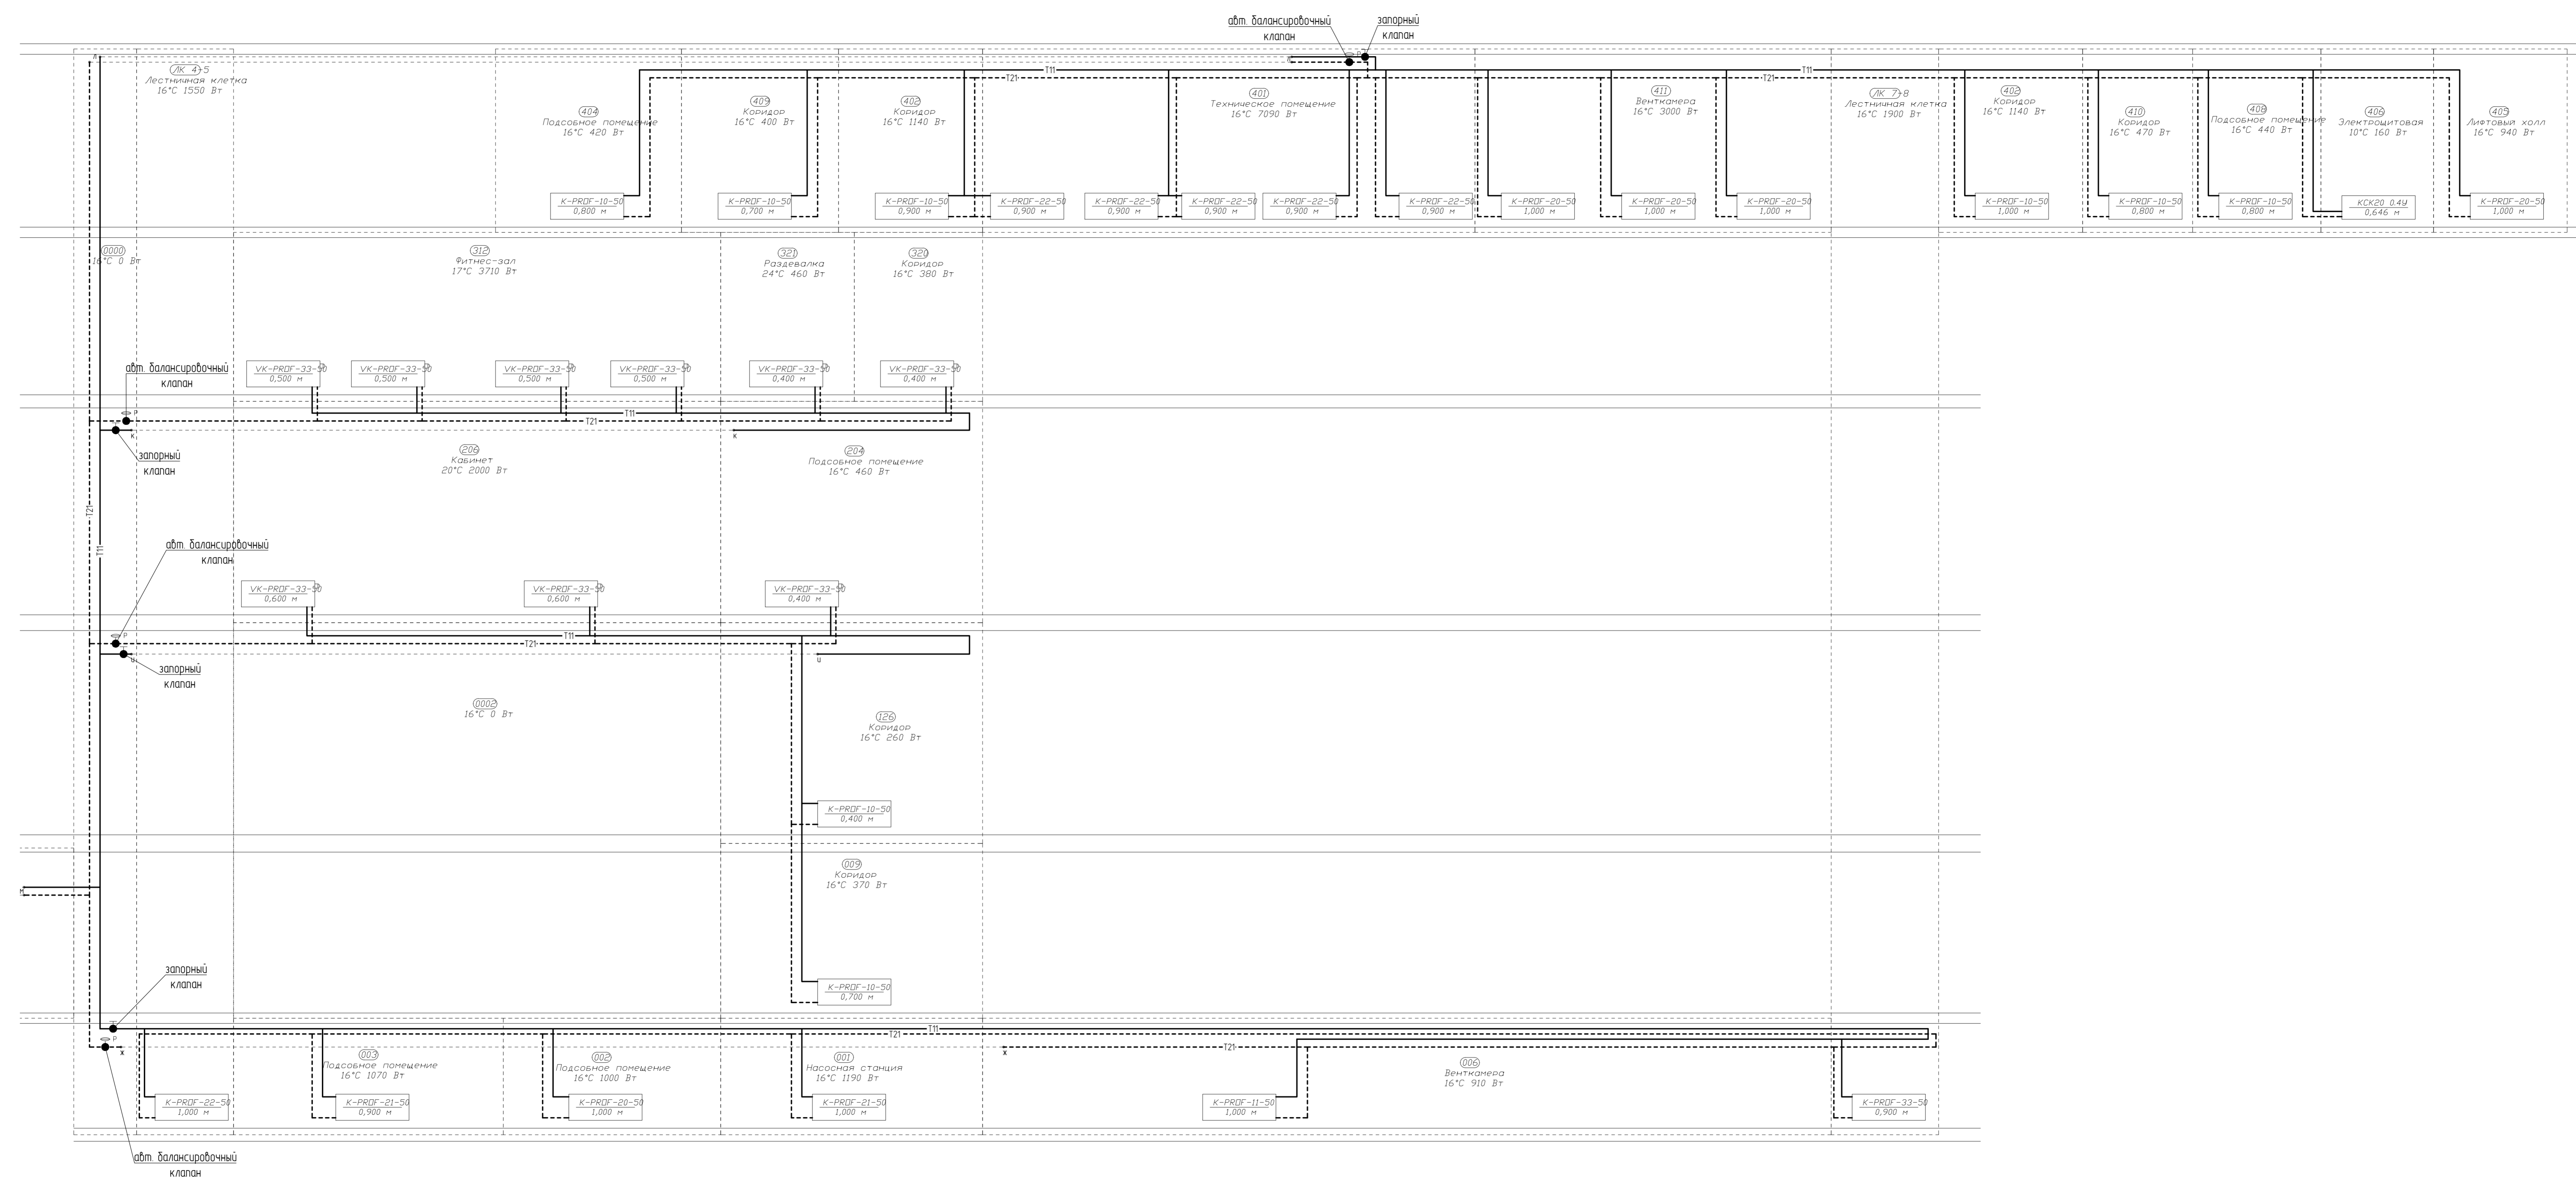 авт. балансировочный
клапан
запорный
клапан
Р
л
л
Т11
Т21
Т11
Т21
ЛК 4-5
Лестничная клетка
16°С 1550 Вт
404
Подсобное помещение
16°С 420 Вт
409
Коридор
16°С 400 Вт
402
Коридор
16°С 1140 Вт
401
Техническое помещение
16°С 7090 Вт
411
Венткамера
16°С 3000 Вт
ЛК 7-8
Лестничная клетка
16°С 1900 Вт
402
Коридор
16°С 1140 Вт
410
Коридор
16°С 470 Вт
408
Подсобное помещение
16°С 440 Вт
406
Электрощитовая
10°С 160 Вт
405
Лифтовый холл
16°С 940 Вт
K-PROF-10-50
0,800 м
K-PROF-10-50
0,700 м
K-PROF-10-50
0,900 м
K-PROF-22-50
0,900 м
K-PROF-22-50
0,900 м
K-PROF-22-50
0,900 м
K-PROF-22-50
0,900 м
K-PROF-22-50
0,900 м
K-PROF-20-50
1,000 м
K-PROF-20-50
1,000 м
K-PROF-20-50
1,000 м
K-PROF-10-50
1,000 м
K-PROF-10-50
0,800 м
K-PROF-10-50
0,800 м
КСК20 0.4У
0,646 м
K-PROF-20-50
1,000 м
0000
16°С 0 Вт
312
Фитнес-зал
17°С 3710 Вт
321
Раздевалка
24°С 460 Вт
320
Коридор
16°С 380 Вт
VK-PROF-33-50
0,500 м
VK-PROF-33-50
0,500 м
VK-PROF-33-50
0,500 м
VK-PROF-33-50
0,500 м
VK-PROF-33-50
0,400 м
VK-PROF-33-50
0,400 м
авт. балансировочный
клапан
Р
Т11
Т21
к
к
запорный
клапан
206
Кабинет
20°С 2000 Вт
204
Подсобное помещение
16°С 460 Вт
Т21
Т11
авт. балансировочный
клапан
VK-PROF-33-50
0,600 м
VK-PROF-33-50
0,600 м
VK-PROF-33-50
0,400 м
Р
Т11
Т21
и
и
запорный
клапан
0002
16°С 0 Вт
126
Коридор
16°С 260 Вт
K-PROF-10-50
0,400 м
009
Коридор
16°С 370 Вт
м
K-PROF-10-50
0,700 м
запорный
клапан
Т11
Т21
Р
х
х
Т21
003
Подсобное помещение
16°С 1070 Вт
002
Подсобное помещение
16°С 1000 Вт
001
Насосная станция
16°С 1190 Вт
006
Венткамера
16°С 910 Вт
K-PROF-22-50
1,000 м
K-PROF-21-50
0,900 м
K-PROF-20-50
1,000 м
K-PROF-21-50
1,000 м
K-PROF-11-50
1,000 м
K-PROF-33-50
0,900 м
авт. балансировочный
клапан